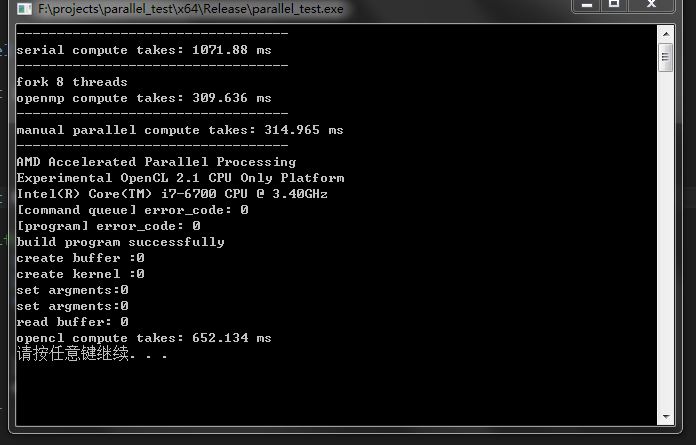 F:\projects\parallel_test\x64\Release\parallel_test.exe
----------------------------------
serial compute takes: 1071.88 ms
----------------------------------
fork 8 threads
openmp compute takes: 309.636 ms
----------------------------------
manual parallel compute takes: 314.965 ms
----------------------------------
AMD Accelerated Parallel Processing
Experimental OpenCL 2.1 CPU Only Platform
Intel(R) Core(TM) i7-6700 CPU @ 3.40GHz
[command queue] error_code: 0
[program] error_code: 0
build program successfully
create buffer :0
create kernel :0
set argments:0
set argments:0
read buffer: 0
opencl compute takes: 652.134 ms
请按任意键继续. . .